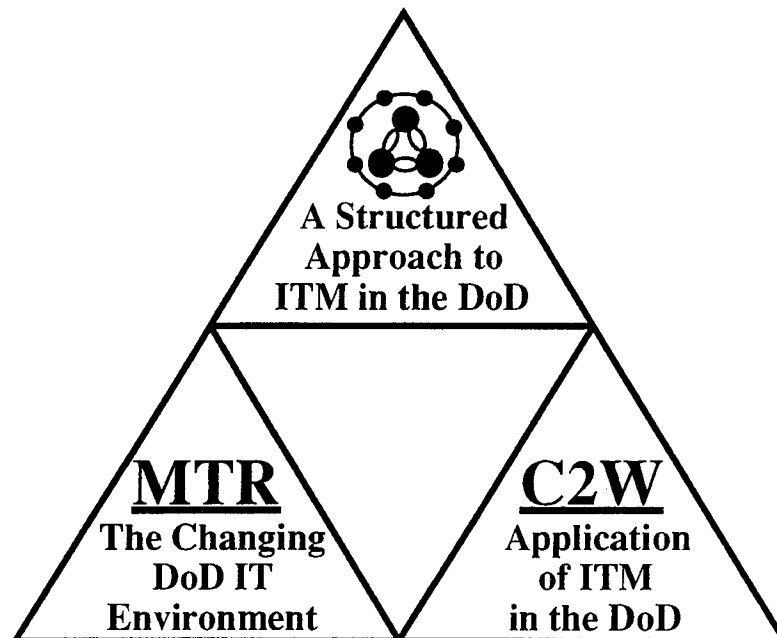 A Structured
Approach to
ITM in the DoD
MTR
The Changing
DoD IT
Environment
C2W
Application
of ITM
in the DoD